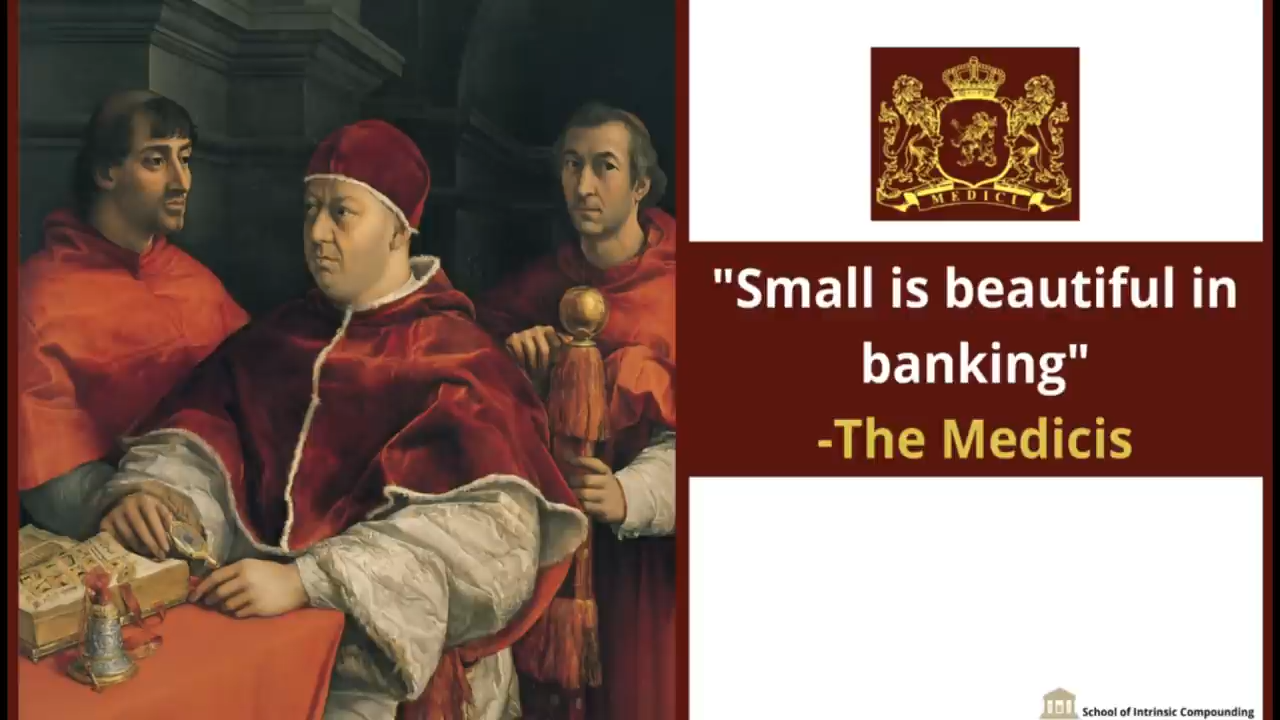 MEDICI
"Small is beautiful in
banking"
-The Medicis
School of Intrinsic Compounding